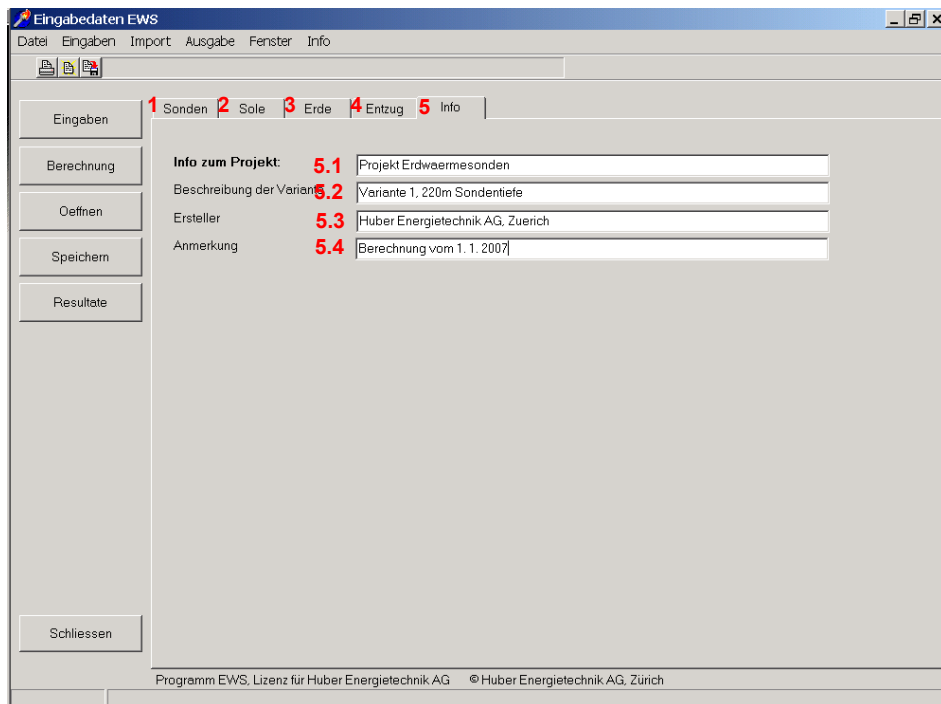 Eingabedaten EWS
Datei Eingaben Import Ausgabe Fenster Info
1 Sonden 2 Sole 3 Erde 4 Entzug 5 Info
Eingaben
Berechnung
Oeffnen
Speichern
Resultate
Info zum Projekt: 5.1 Projekt Erdwaermesonden
Beschreibung der Variante 5.2 Variante 1, 220m Sondentiefe
Ersteller 5.3 Huber Energietechnik AG, Zuerich
Anmerkung 5.4 Berechnung vom 1. 1. 2007
Schliessen
Programm EWS, Lizenz für Huber Energietechnik AG © Huber Energietechnik AG, Zürich